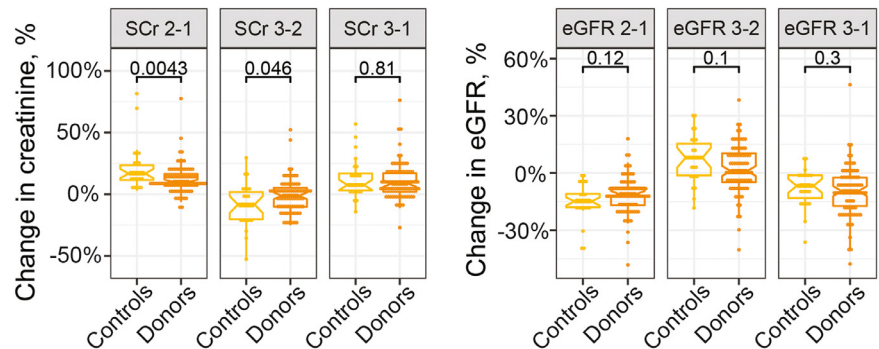 SCr 2-1 SCr 3-2 SCr 3-1
0.0043 0.046 0.81
Change in creatinine, %
100%
50%
0%
-50%
Controls Donors Controls Donors Controls Donors
eGFR 2-1 eGFR 3-2 eGFR 3-1
0.12 0.1 0.3
Change in eGFR, %
60%
30%
0%
-30%
Controls Donors Controls Donors Controls Donors